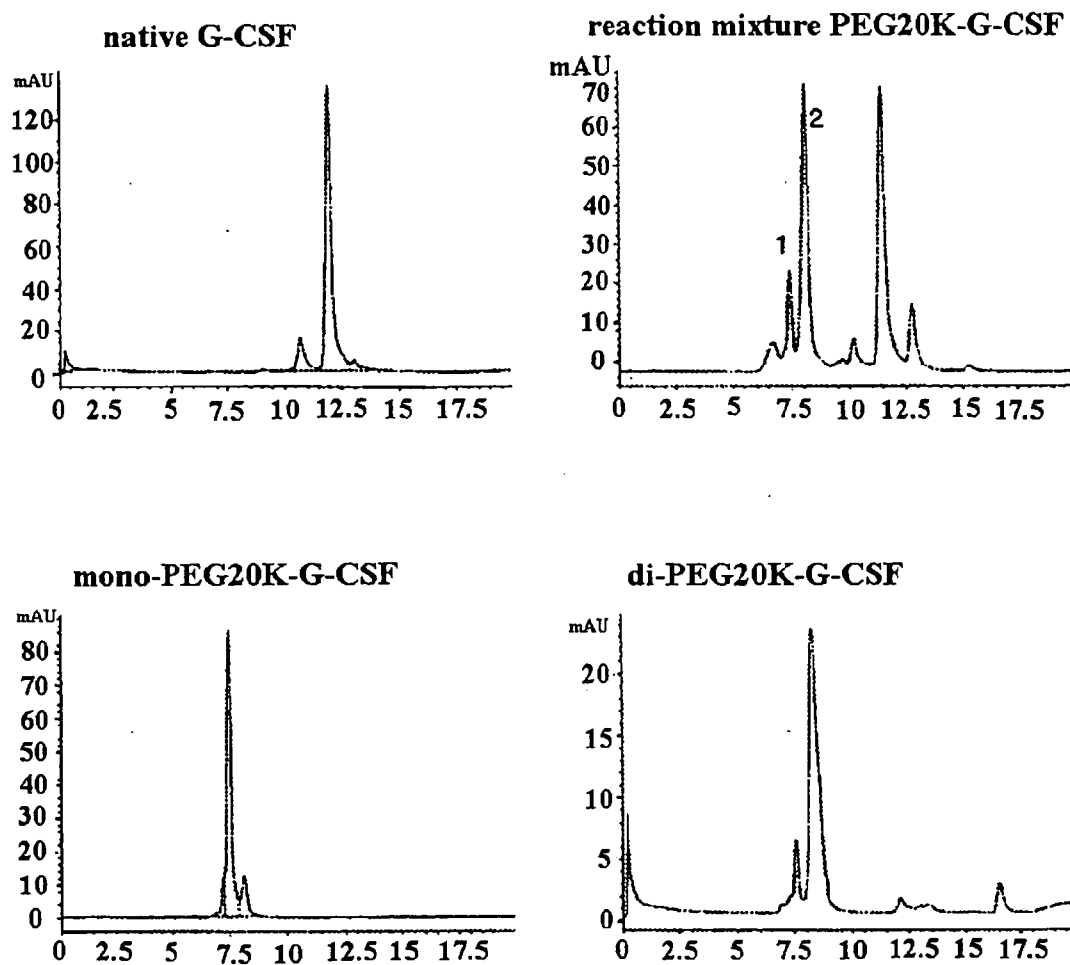 native G-CSF
mAU
120
100
80
60
40
20
0
0 2.5 5 7.5 10 12.5 15 17.5
reaction mixture PEG20K-G-CSF
mAU
70
60
50
40
30
20
10
0
1
2
0 2.5 5 7.5 10 12.5 15 17.5
mono-PEG20K-G-CSF
mAU
80
70
60
50
40
30
20
10
0
0 2.5 5 7.5 10 12.5 15 17.5
di-PEG20K-G-CSF
mAU
20
15
10
5
0
0 2.5 5 7.5 10 12.5 15 17.5